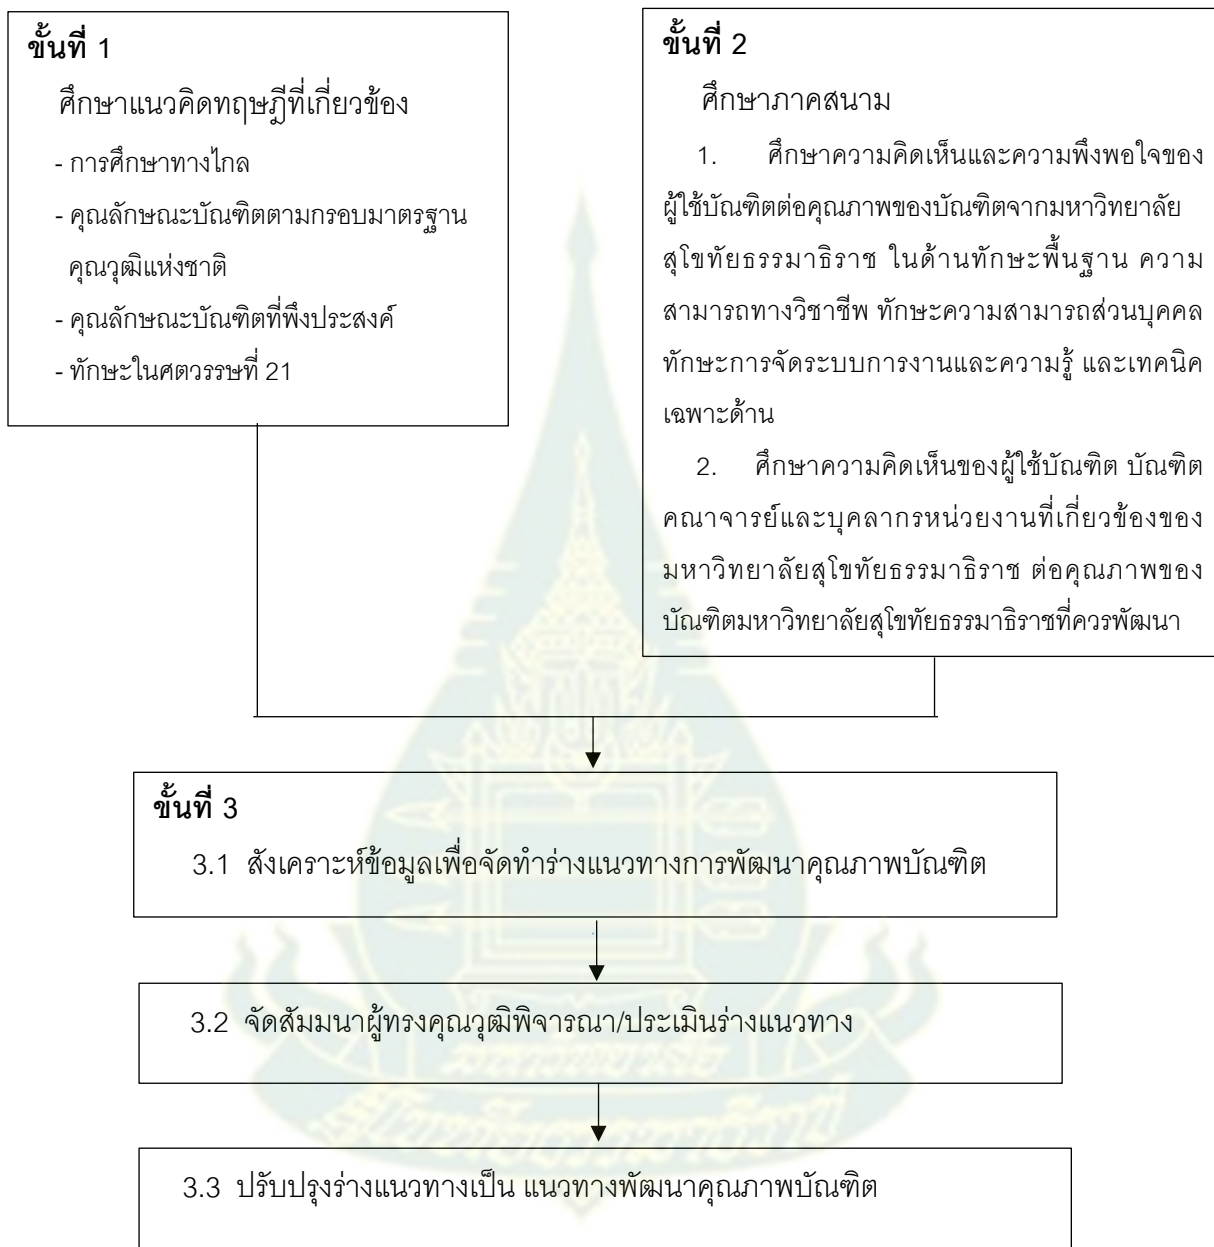 ขั้นที่ 1
ศึกษาแนวคิดทฤษฎีที่เกี่ยวข้อง
- การศึกษาทางไกล
- คุณลักษณะบัณฑิตตามกรอบมาตรฐาน
คุณวุฒิแห่งชาติ
- คุณลักษณะบัณฑิตที่พึงประสงค์
- ทักษะในศตวรรษที่ 21
ขั้นที่ 2
ศึกษาภาคสนาม
1. ศึกษาความคิดเห็นและความพึงพอใจของ
ผู้ใช้บัณฑิตต่อคุณภาพของบัณฑิตจากมหาวิทยาลัย
สุโขทัยธรรมาธิราช ในด้านทักษะพื้นฐาน ความ
สามารถทางวิชาชีพ ทักษะความสามารถส่วนบุคคล
ทักษะการจัดระบบการงานและความรู้ และเทคนิค
เฉพาะด้าน
2. ศึกษาความคิดเห็นของผู้ใช้บัณฑิต บัณฑิต
คณาจารย์และบุคลากรหน่วยงานที่เกี่ยวข้องของ
มหาวิทยาลัยสุโขทัยธรรมาธิราช ต่อคุณภาพของ
บัณฑิตมหาวิทยาลัยสุโขทัยธรรมาธิราชที่ควรพัฒนา
ขั้นที่ 3
3.1 สังเคราะห์ข้อมูลเพื่อจัดทำร่างแนวทางการพัฒนาคุณภาพบัณฑิต
3.2 จัดสัมมนาผู้ทรงคุณวุฒิพิจารณา/ประเมินร่างแนวทาง
3.3 ปรับปรุงร่างแนวทางเป็น แนวทางพัฒนาคุณภาพบัณฑิต